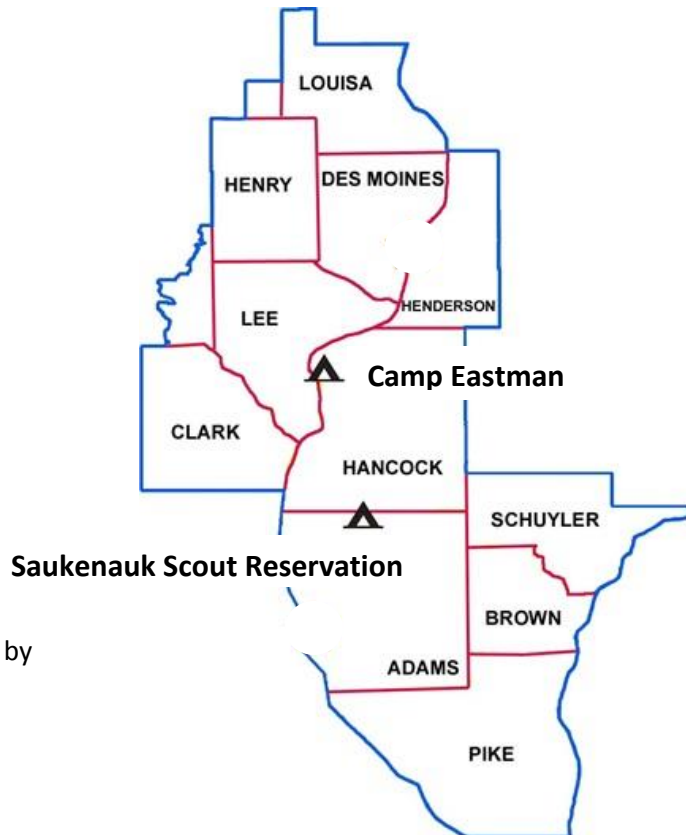 LOUISA
HENRY
DES MOINES
HENDERSON
LEE
Camp Eastman
CLARK
HANCOCK
SCHUYLER
Saukenauk Scout Reservation
BROWN
by
ADAMS
PIKE